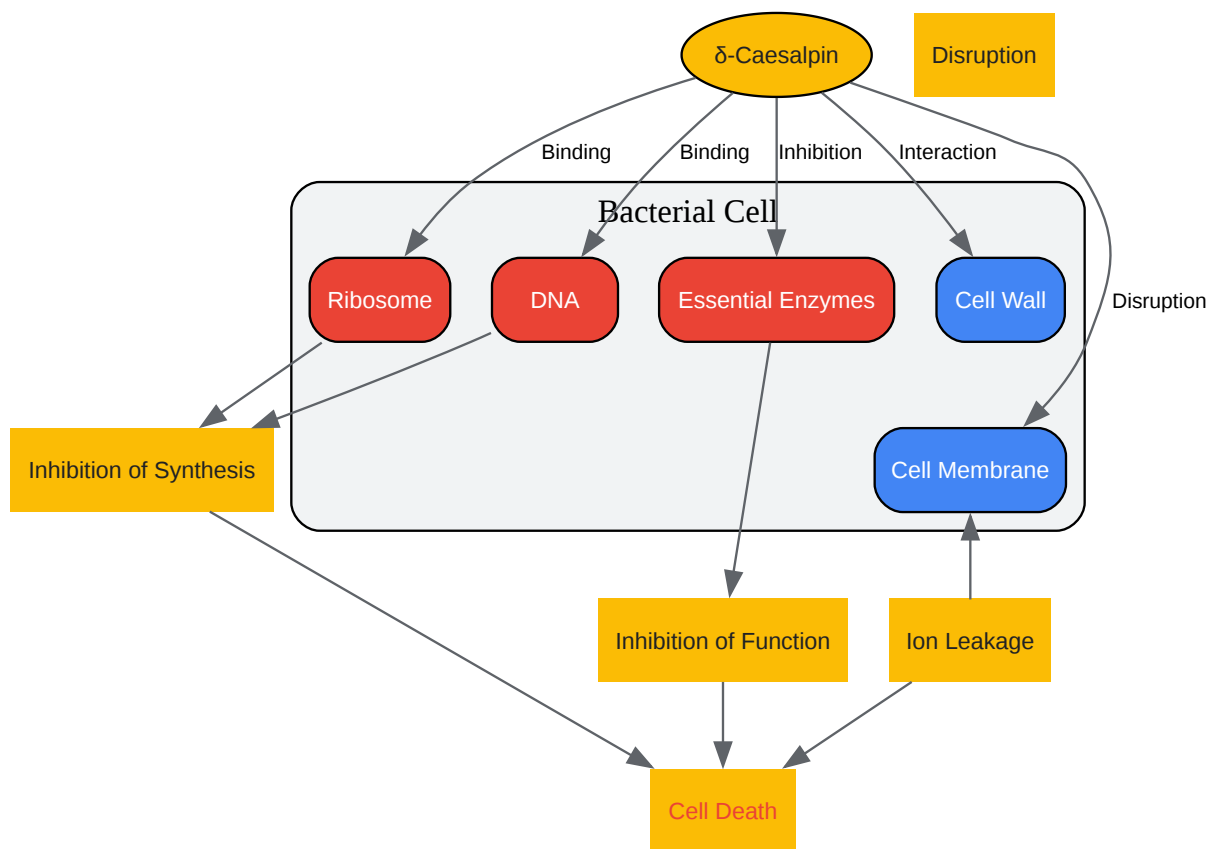 δ-Caesalpin
Disruption
Binding
Binding
Inhibition
Interaction
Bacterial Cell
Ribosome
DNA
Essential Enzymes
Cell Wall
Disruption
Inhibition of Synthesis
Cell Membrane
Inhibition of Function
Ion Leakage
Cell Death